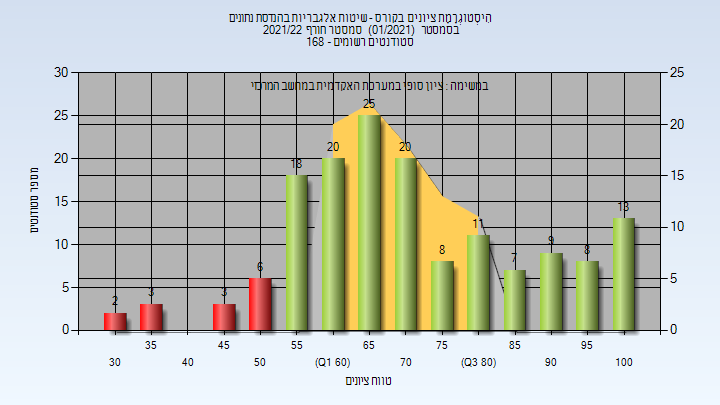 היסטוגרמת ציונים בקורס - שיטות אלגבריות בהנדסת נתונים
בסמסטר (01/2021) סמסטר חורף 2021/22
סטודנטים רשומים - 168
במשימה : ציון סופי במערכת האקדמית במחשב המרכזי
30 25 20 15 10 5 0
מספר סטודנטים
25 20 15 10 5 0
2 3 3 6 18 20 25 20 8 11 7 9 8 13
35 45 55 65 75 85 95
30 40 50 (Q1 60) 70 (Q3 80) 90 100
טווח ציונים